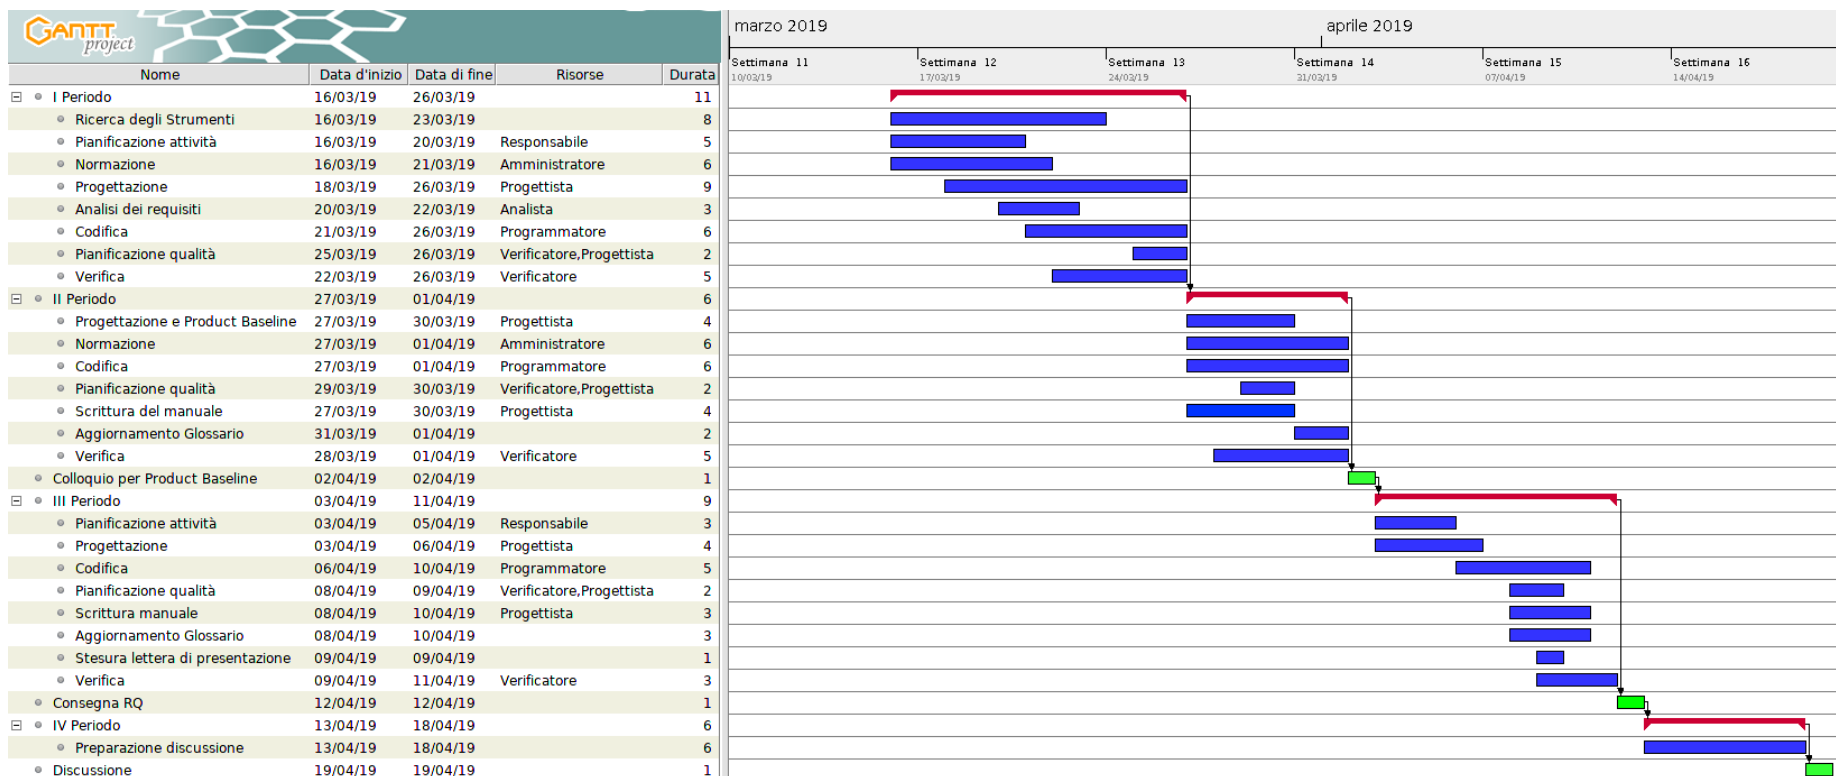 GANTT project
marzo 2019 aprile 2019
Settimana 11 Settimana 12 Settimana 13 Settimana 14 Settimana 15 Settimana 16
10/03/19 17/03/19 24/03/19 31/03/19 07/04/19 14/04/19
Nome Data d'inizio Data di fine Risorse Durata
I Periodo 16/03/19 26/03/19 11
Ricerca degli Strumenti 16/03/19 23/03/19 8
Pianificazione attività 16/03/19 20/03/19 Responsabile 5
Normazione 16/03/19 21/03/19 Amministratore 6
Progettazione 18/03/19 26/03/19 Progettista 9
Analisi dei requisiti 20/03/19 22/03/19 Analista 3
Codifica 21/03/19 26/03/19 Programmatore 6
Pianificazione qualità 25/03/19 26/03/19 Verificatore,Progettista 2
Verifica 22/03/19 26/03/19 Verificatore 5
II Periodo 27/03/19 01/04/19 6
Progettazione e Product Baseline 27/03/19 30/03/19 Progettista 4
Normazione 27/03/19 01/04/19 Amministratore 6
Codifica 27/03/19 01/04/19 Programmatore 6
Pianificazione qualità 29/03/19 30/03/19 Verificatore,Progettista 2
Scrittura del manuale 27/03/19 30/03/19 Progettista 4
Aggiornamento Glossario 31/03/19 01/04/19 2
Verifica 28/03/19 01/04/19 Verificatore 5
Colloquio per Product Baseline 02/04/19 02/04/19 1
III Periodo 03/04/19 11/04/19 9
Pianificazione attività 03/04/19 05/04/19 Responsabile 3
Progettazione 03/04/19 06/04/19 Progettista 4
Codifica 06/04/19 10/04/19 Programmatore 5
Pianificazione qualità 08/04/19 09/04/19 Verificatore,Progettista 2
Scrittura manuale 08/04/19 10/04/19 Progettista 3
Aggiornamento Glossario 08/04/19 10/04/19 3
Stesura lettera di presentazione 09/04/19 09/04/19 1
Verifica 09/04/19 11/04/19 Verificatore 3
Consegna RQ 12/04/19 12/04/19 1
IV Periodo 13/04/19 18/04/19 6
Preparazione discussione 13/04/19 18/04/19 6
Discussione 19/04/19 19/04/19 1